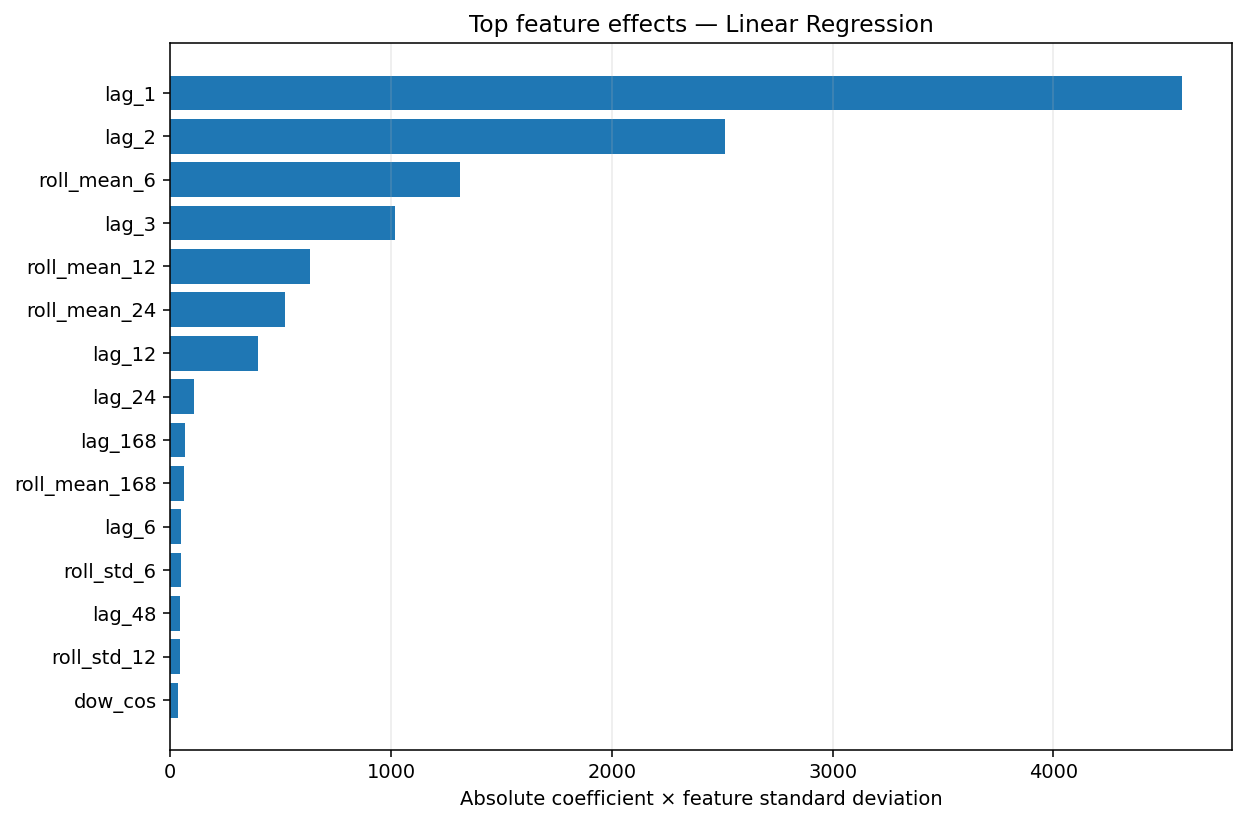 Top feature effects — Linear Regression
lag_1
lag_2
roll_mean_6
lag_3
roll_mean_12
roll_mean_24
lag_12
lag_24
lag_168
roll_mean_168
lag_6
roll_std_6
lag_48
roll_std_12
dow_cos
0 1000 2000 3000 4000
Absolute coefficient × feature standard deviation